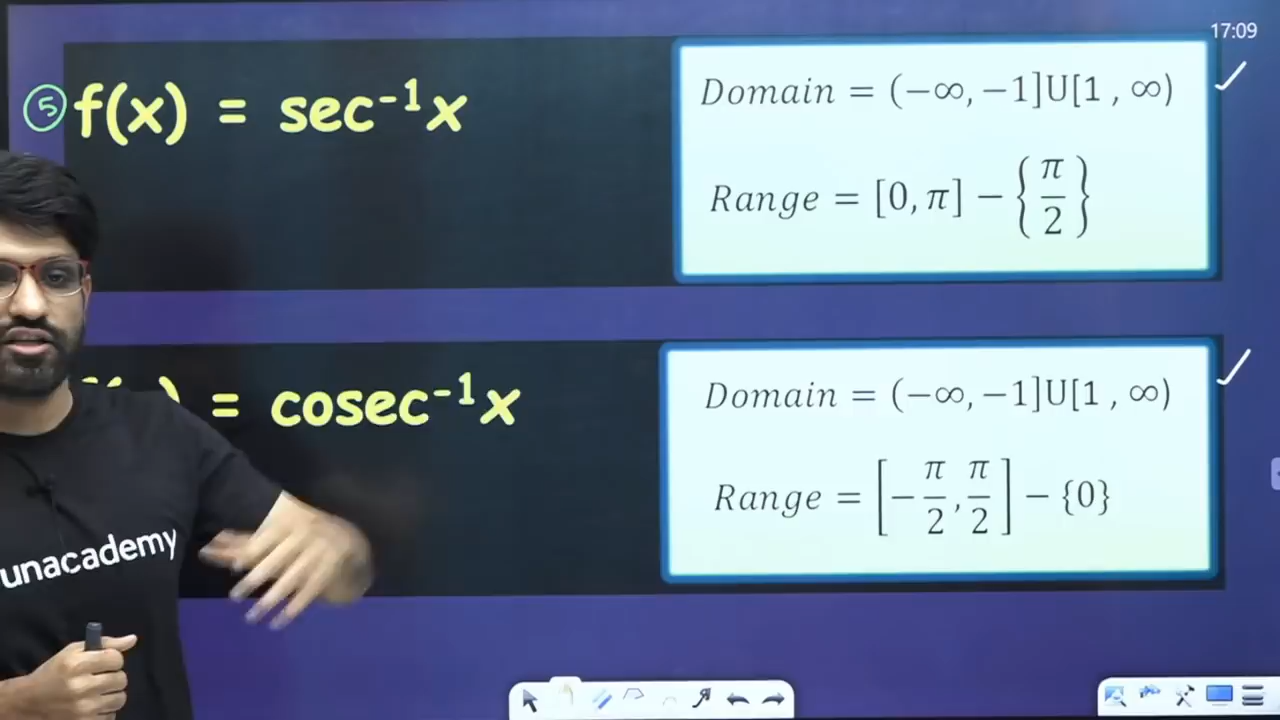 17:09
⑤ f(x) = sec⁻¹x
Domain = (−∞, −1]U[1 , ∞) ✓
Range = [0, π] − {π/2}
= cosec⁻¹x
Domain = (−∞, −1]U[1 , ∞) ✓
Range = [−π/2, π/2] − {0}
unacademy